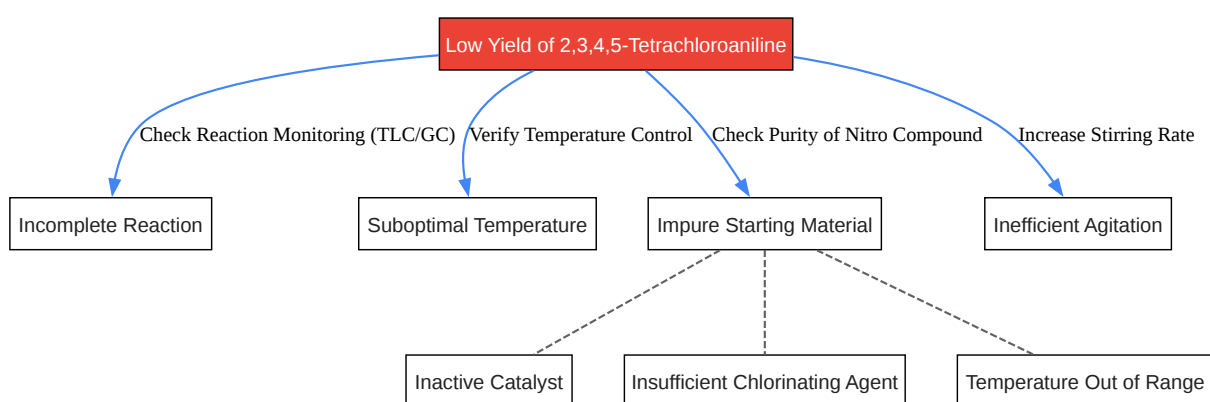 Low Yield of 2,3,4,5-Tetrachloroaniline
Check Reaction Monitoring (TLC/GC)
Verify Temperature Control
Check Purity of Nitro Compound
Increase Stirring Rate
Incomplete Reaction
Suboptimal Temperature
Impure Starting Material
Inefficient Agitation
Inactive Catalyst
Insufficient Chlorinating Agent
Temperature Out of Range